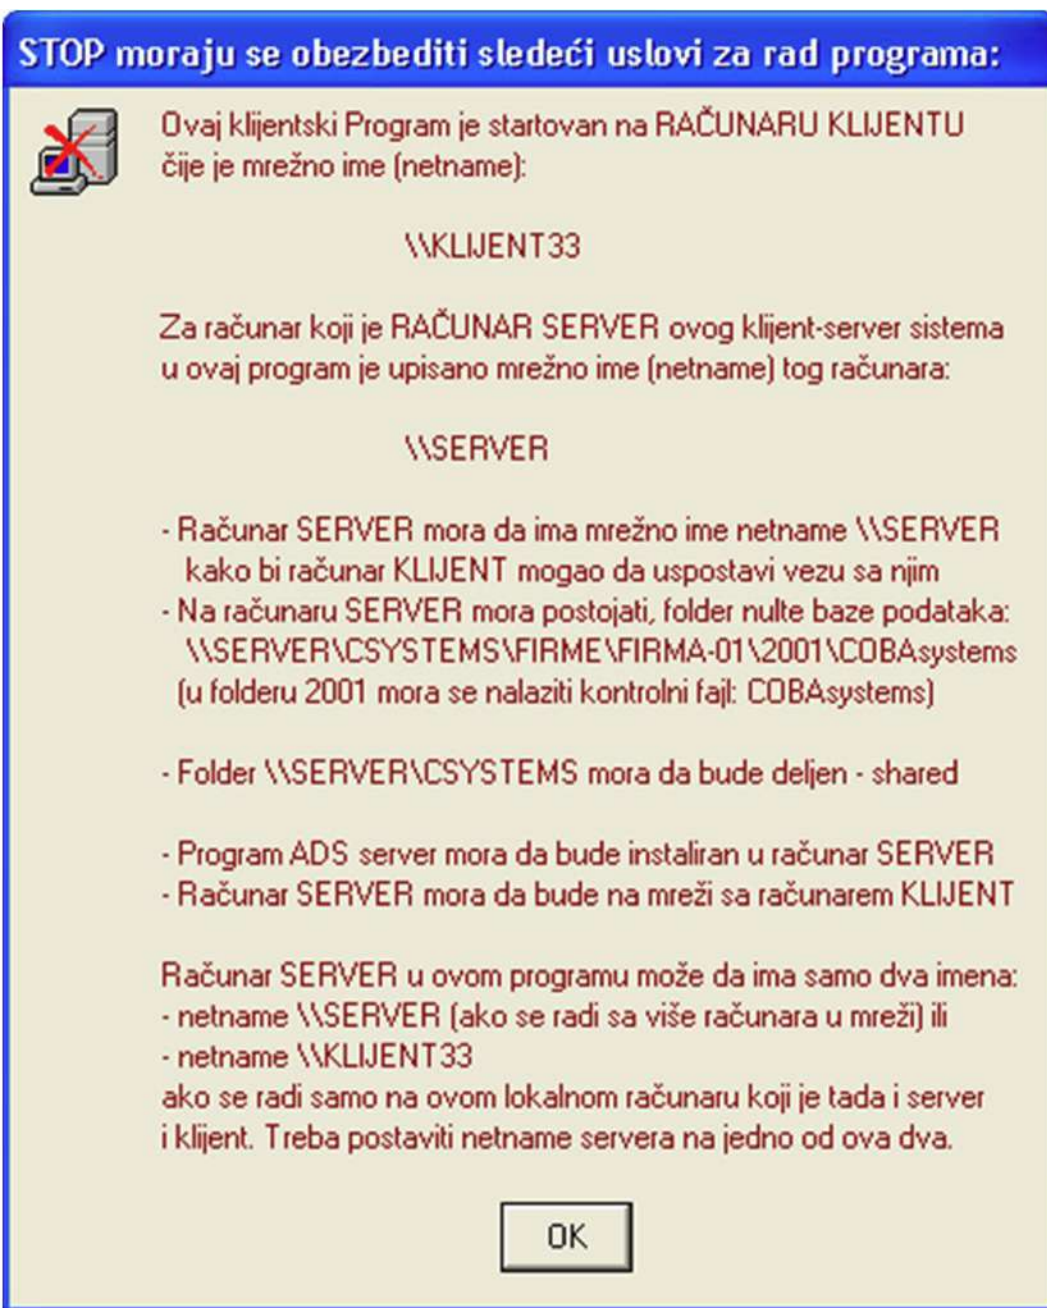 STOP moraju se obezbediti sledeći uslovi za rad programa:
Ovaj klijentski Program je startovan na RAČUNARU KLIJENTU
čije je mrežno ime (netname):
\\KLIJENT33
Za računar koji je RAČUNAR SERVER ovog klijent-server sistema
u ovaj program je upisano mrežno ime (netname) tog računara:
\\SERVER
- Računar SERVER mora da ima mrežno ime netname \\SERVER
kako bi računar KLIJENT mogao da uspostavi vezu sa njim
- Na računaru SERVER mora postojati, folder nulte baze podataka:
\\SERVER\CSYSTEMS\FIRME\FIRMA-01\2001\COBAsystems
(u folderu 2001 mora se nalaziti kontrolni fajl: COBAsystems)
- Folder \\SERVER\CSYSTEMS mora da bude deljen - shared
- Program ADS server mora da bude instaliran u računar SERVER
- Računar SERVER mora da bude na mreži sa računarem KLIJENT
Računar SERVER u ovom programu može da ima samo dva imena:
- netname \\SERVER (ako se radi sa više računara u mreži) ili
- netname \\KLIJENT33
ako se radi samo na ovom lokalnom računaru koji je tada i server
i klijent. Treba postaviti netname servera na jedno od ova dva.
OK